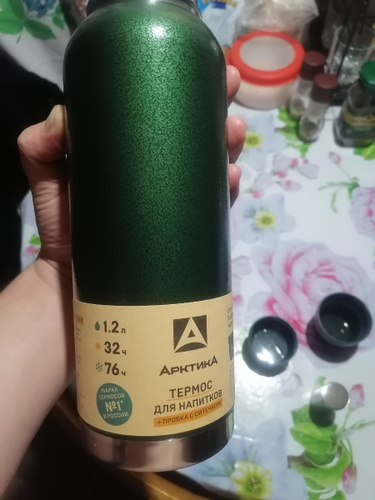 1.2 л
32 ч
76 ч
МАРКА
ТЕРМОСОВ
№1*
В РОССИИ
АРКТИКА
ТЕРМОС
ДЛЯ НАПИТКОВ
+ ПРОБКА С СИТЕЧКОМ